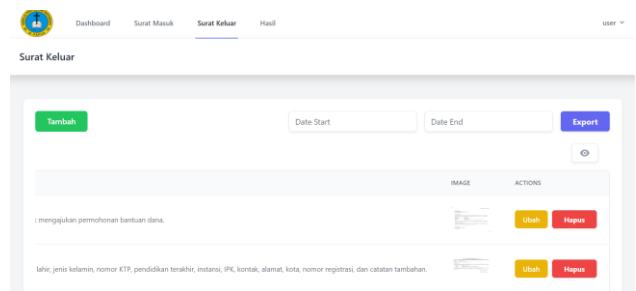 Dashboard Surat Masuk Surat Keluar Hasil user
Surat Keluar
Tambah Date Start Date End Export
IMAGE ACTIONS
mengajukan permohonan bantuan dana. Ubah Hapus
lahir, jenis kelamin, nomor KTP, pendidikan terakhir, instansi, IPK, kontak, alamat, kota, nomor registrasi, dan catatan tambahan. Ubah Hapus